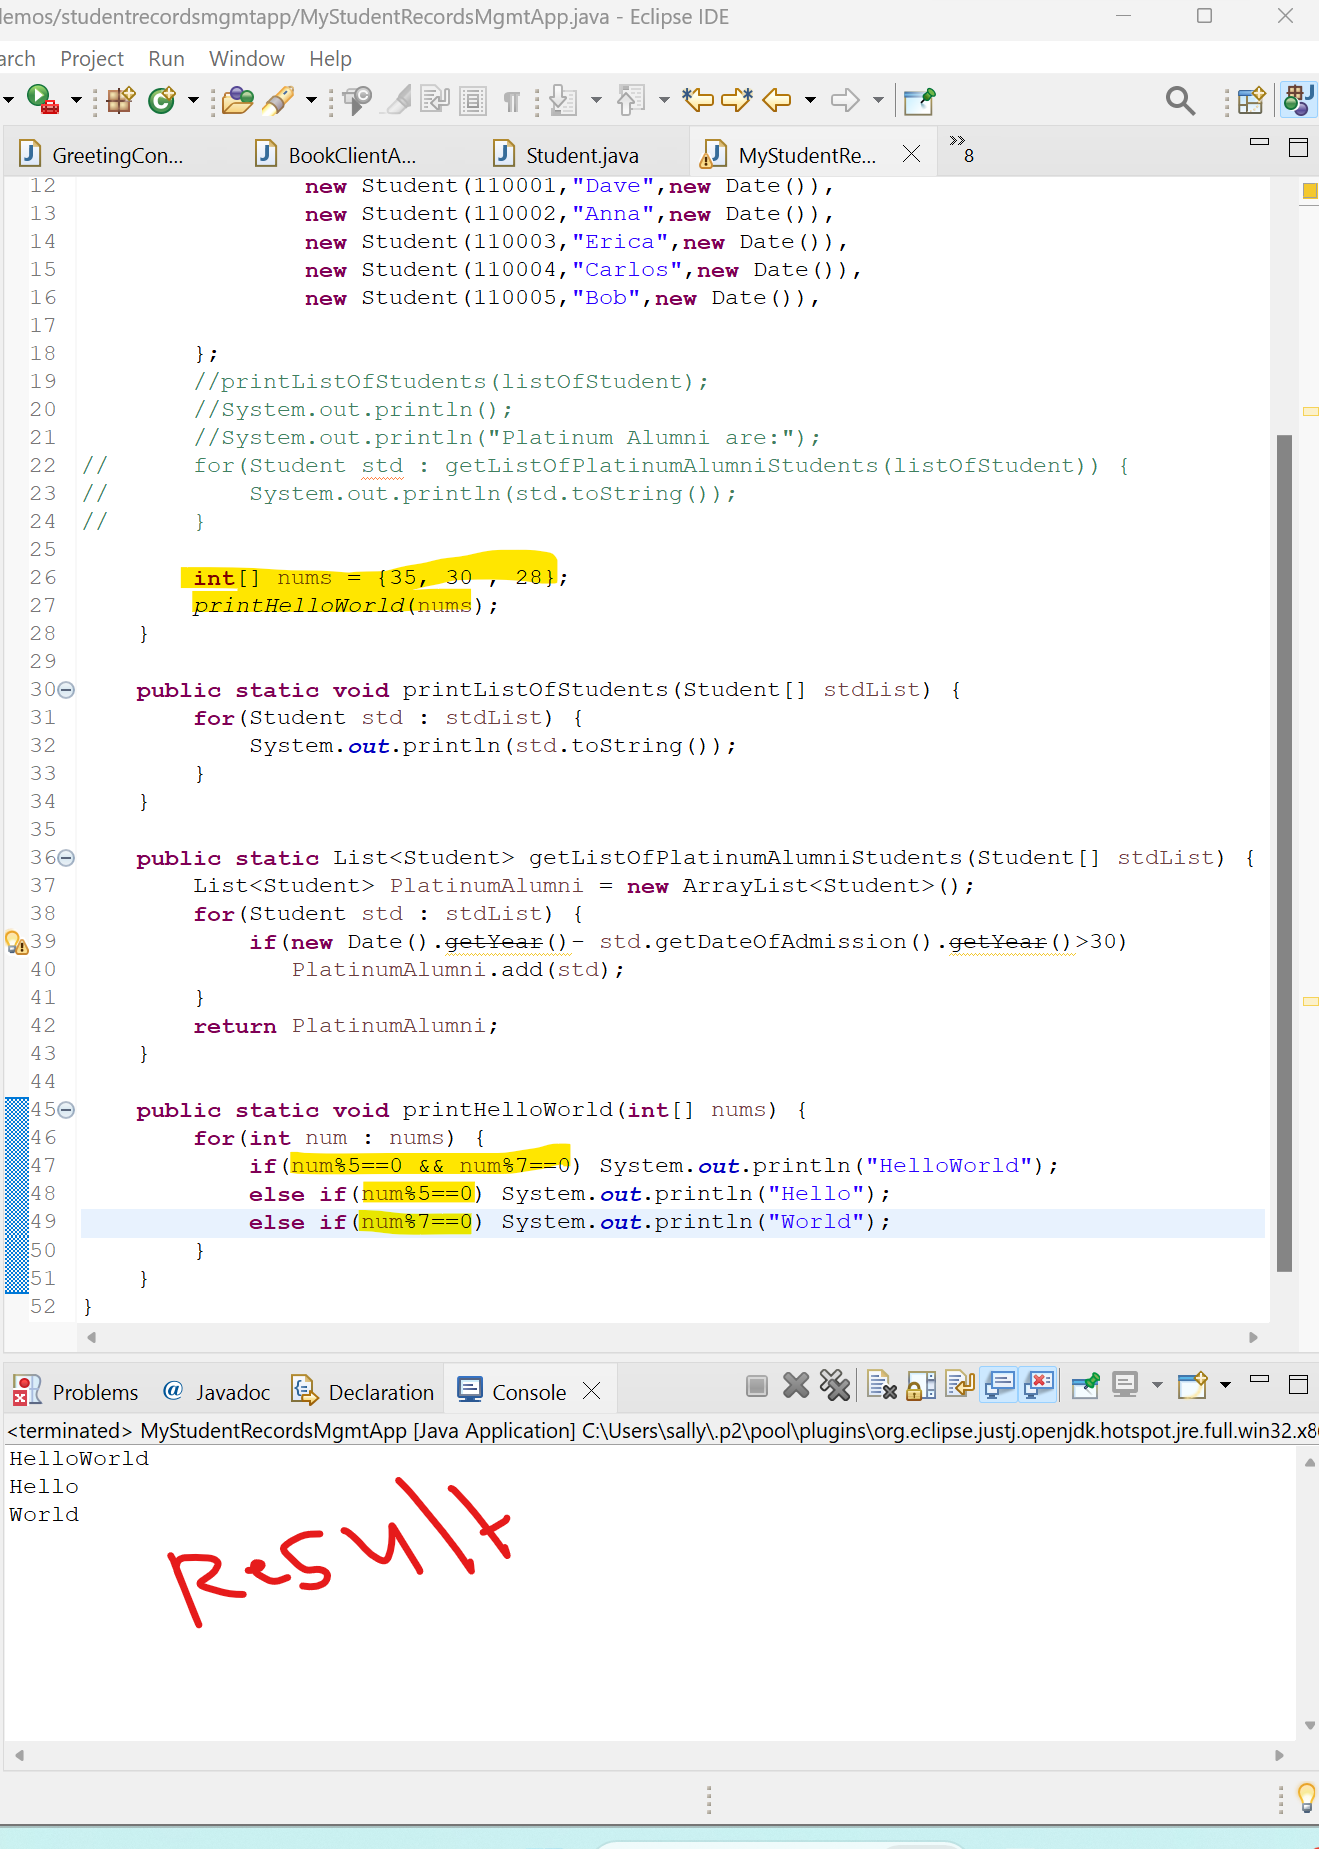 lemos/studentrecordsmgmtapp/MyStudentRecordsMgmtApp.java - Eclipse IDE
arch Project Run Window Help
GreetingCon... BookClientA... Student.java MyStudentRe... »8
12 new Student(110001,"Dave",new Date()),
13 new Student(110002,"Anna",new Date()),
14 new Student(110003,"Erica",new Date()),
15 new Student(110004,"Carlos",new Date()),
16 new Student(110005,"Bob",new Date()),
17
18 };
19 //printListOfStudents(listOfStudent);
20 //System.out.println();
21 //System.out.println("Platinum Alumni are:");
22 // for(Student std : getListOfPlatinumAlumniStudents(listOfStudent)) {
23 // System.out.println(std.toString());
24 // }
25
26 int[] nums = {35, 30 , 28};
27 printHelloWorld(nums);
28 }
29
30 public static void printListOfStudents(Student[] stdList) {
31 for(Student std : stdList) {
32 System.out.println(std.toString());
33 }
34 }
35
36 public static List<Student> getListOfPlatinumAlumniStudents(Student[] stdList) {
37 List<Student> PlatinumAlumni = new ArrayList<Student>();
38 for(Student std : stdList) {
39 if(new Date().getYear()- std.getDateOfAdmission().getYear()>30)
40 PlatinumAlumni.add(std);
41 }
42 return PlatinumAlumni;
43 }
44
45 public static void printHelloWorld(int[] nums) {
46 for(int num : nums) {
47 if(num%5==0 && num%7==0) System.out.println("HelloWorld");
48 else if(num%5==0) System.out.println("Hello");
49 else if(num%7==0) System.out.println("World");
50 }
51 }
52 }
Problems @ Javadoc Declaration Console
<terminated> MyStudentRecordsMgmtApp [Java Application] C:\Users\sally\.p2\pool\plugins\org.eclipse.justj.openjdk.hotspot.jre.full.win32.x8
HelloWorld
Hello
World
Result